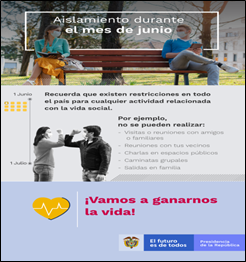 Aislamiento durante
el mes de junio
1 Junio
Recuerda que existen restricciones en todo
el país para cualquier actividad relacionada
con la vida social.
Por ejemplo,
no se pueden realizar:
- Visitas o reuniones con amigos
o familiares
- Reuniones con tus vecinos
- Charlas en espacios públicos
- Caminatas grupales
- Salidas en familia
1 Julio
¡Vamos a ganarnos
la vida!
El futuro
es de todos
Presidencia
de la República